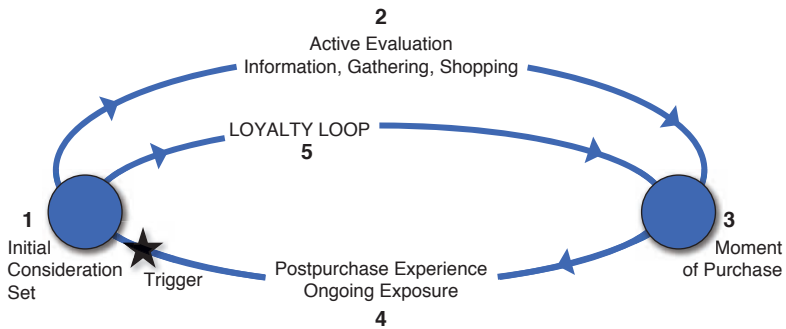 2
Active Evaluation
Information, Gathering, Shopping
LOYALTY LOOP
5
1
Initial
Consideration
Set
Trigger
3
Moment
of Purchase
Postpurchase Experience
Ongoing Exposure
4